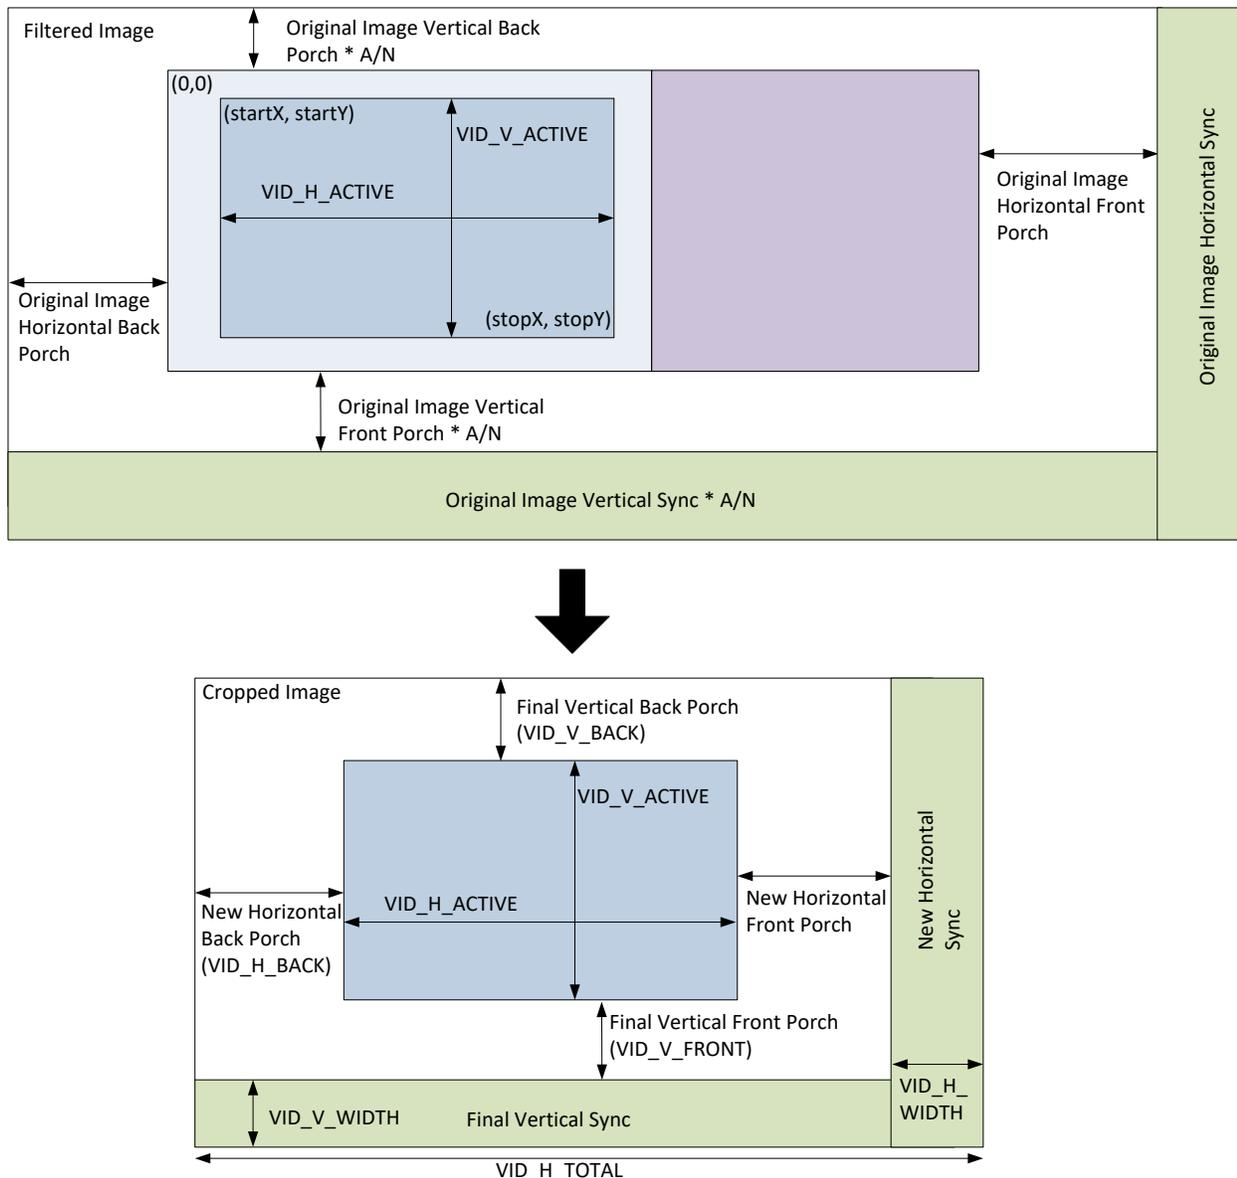 Filtered Image
Original Image Vertical Back
Porch * A/N
(0,0)
(startX, startY)
VID_V_ACTIVE
VID_H_ACTIVE
(stopX, stopY)
Original Image
Horizontal Front
Porch
Original Image Horizontal Sync
Original Image
Horizontal Back
Porch
Original Image Vertical
Front Porch * A/N
Original Image Vertical Sync * A/N
Cropped Image
Final Vertical Back Porch
(VID_V_BACK)
VID_V_ACTIVE
VID_H_ACTIVE
New Horizontal
Back Porch
(VID_H_BACK)
New Horizontal
Front Porch
New Horizontal
Sync
Final Vertical Front Porch
(VID_V_FRONT)
VID_H_
WIDTH
VID_V_WIDTH
Final Vertical Sync
VID_H_TOTAL